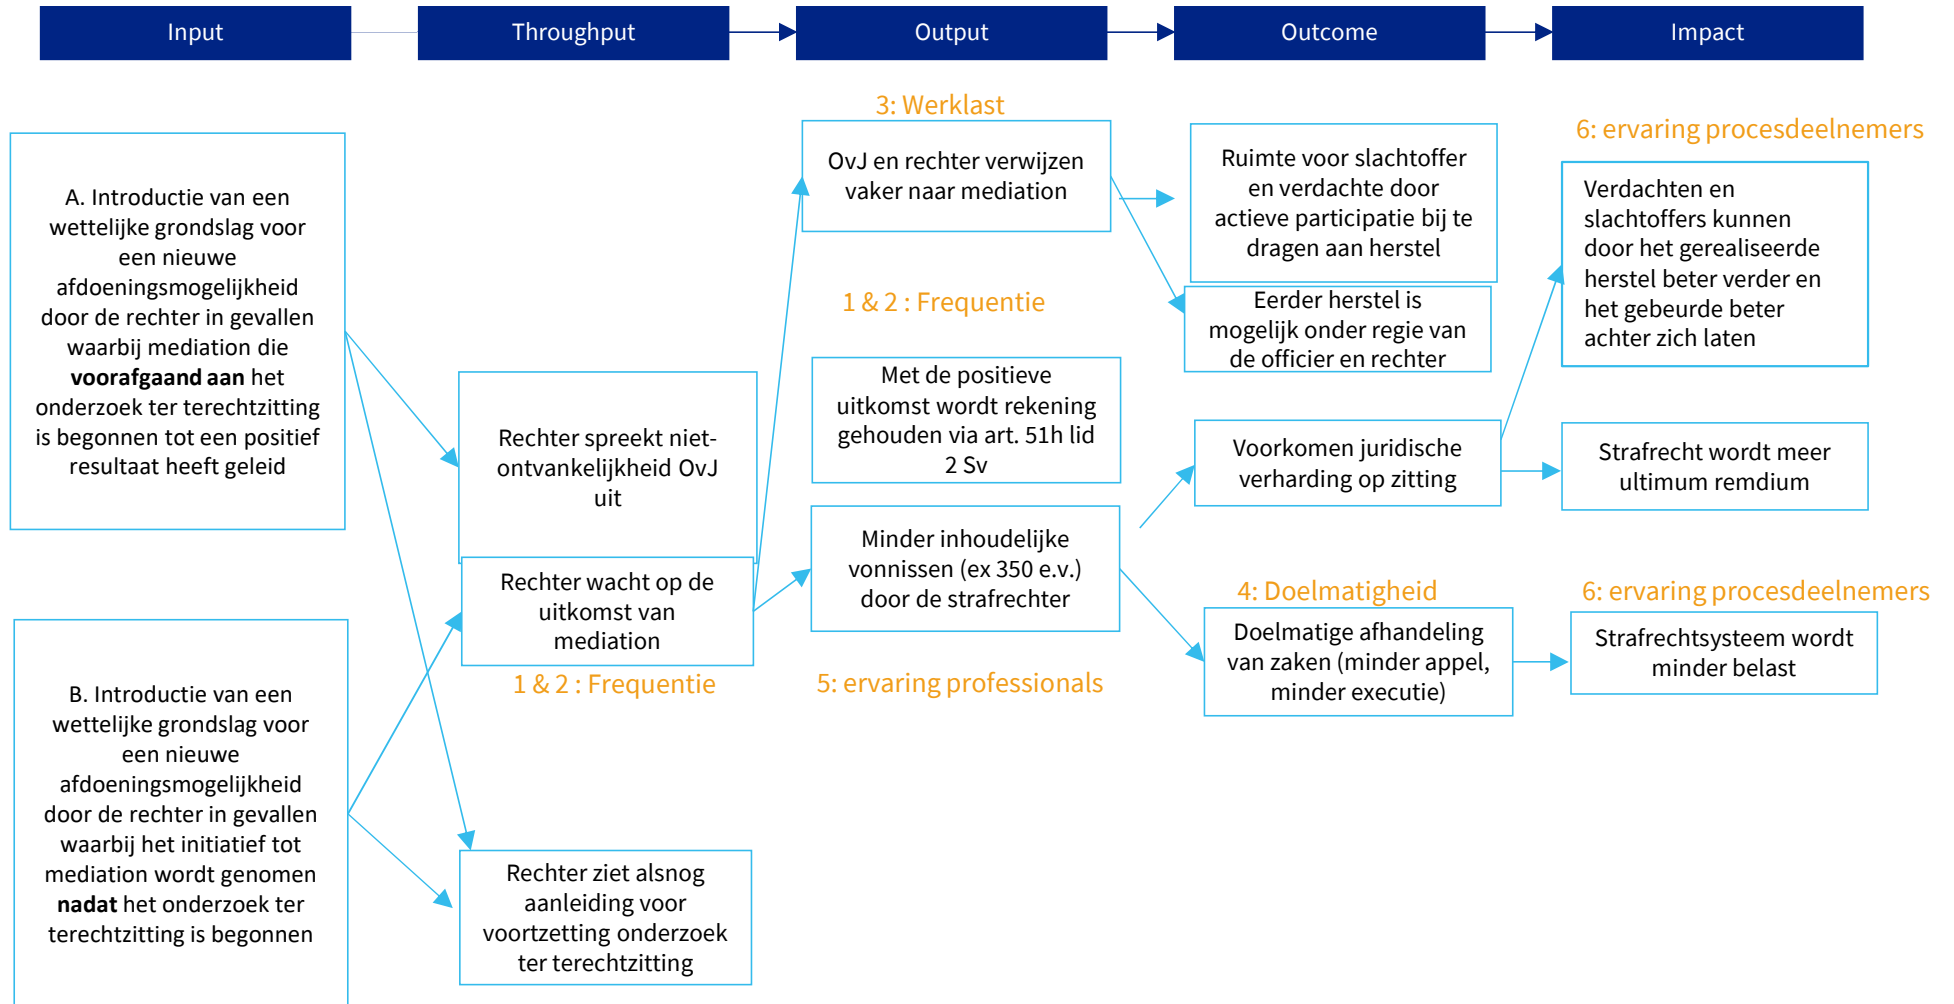 Input
Throughput
Output
Outcome
Impact
A. Introductie van een
wettelijke grondslag voor
een nieuwe
afdoeningsmogelijkheid
door de rechter in gevallen
waarbij mediation die
voorafgaand aan het
onderzoek ter terechtzitting
is begonnen tot een positief
resultaat heeft geleid
B. Introductie van een
wettelijke grondslag voor
een nieuwe
afdoeningsmogelijkheid
door de rechter in gevallen
waarbij het initiatief tot
mediation wordt genomen
nadat het onderzoek ter
terechtzitting is begonnen
Rechter spreekt niet-
ontvankelijkheid OvJ
uit
Rechter wacht op de
uitkomst van
mediation
1 & 2 : Frequentie
Rechter ziet alsnog
aanleiding voor
voortzetting onderzoek
ter terechtzitting
3: Werklast
OvJ en rechter verwijzen
vaker naar mediation
1 & 2 : Frequentie
Met de positieve
uitkomst wordt rekening
gehouden via art. 51h lid
2 Sv
Minder inhoudelijke
vonnissen (ex 350 e.v.)
door de strafrechter
5: ervaring professionals
Ruimte voor slachtoffer
en verdachte door
actieve participatie bij te
dragen aan herstel
Eerder herstel is
mogelijk onder regie van
de officier en rechter
Voorkomen juridische
verharding op zitting
4: Doelmatigheid
Doelmatige afhandeling
van zaken (minder appel,
minder executie)
6: ervaring procesdeelnemers
Verdachten en
slachtoffers kunnen
door het gerealiseerde
herstel beter verder en
het gebeurde beter
achter zich laten
Strafrecht wordt meer
ultimum remdium
6: ervaring procesdeelnemers
Strafrechtsysteem wordt
minder belast